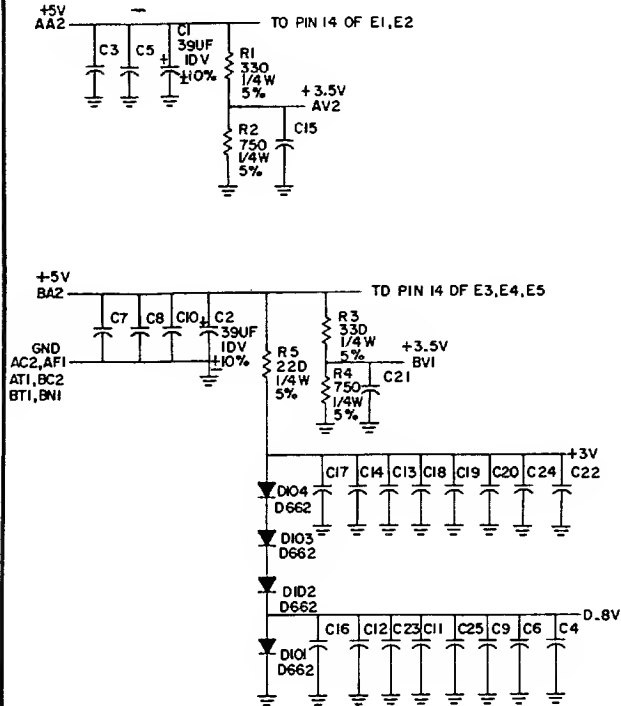 +5V
AA2
TO PIN 14 OF E1,E2
C3
C5
C1
39UF
IDV
±10%
R1
330
1/4W
5%
+3.5V
AV2
R2
750
1/4W
5%
C15
+5V
BA2
TD PIN 14 DF E3,E4,E5
C7
C8
C10
C2
39UF
IDV
±10%
GND
AC2,AF1
AT1,BC2
BT1,BN1
R5
22D
1/4W
5%
R3
33D
1/4W
5%
+3.5V
BV1
R4
750
1/4W
5%
C21
+3V
C17
C14
C13
C18
C19
C20
C24
C22
D104
D662
D103
D662
D1D2
D662
D.8V
C16
C12
C23
C11
C25
C9
C6
C4
D101
D662